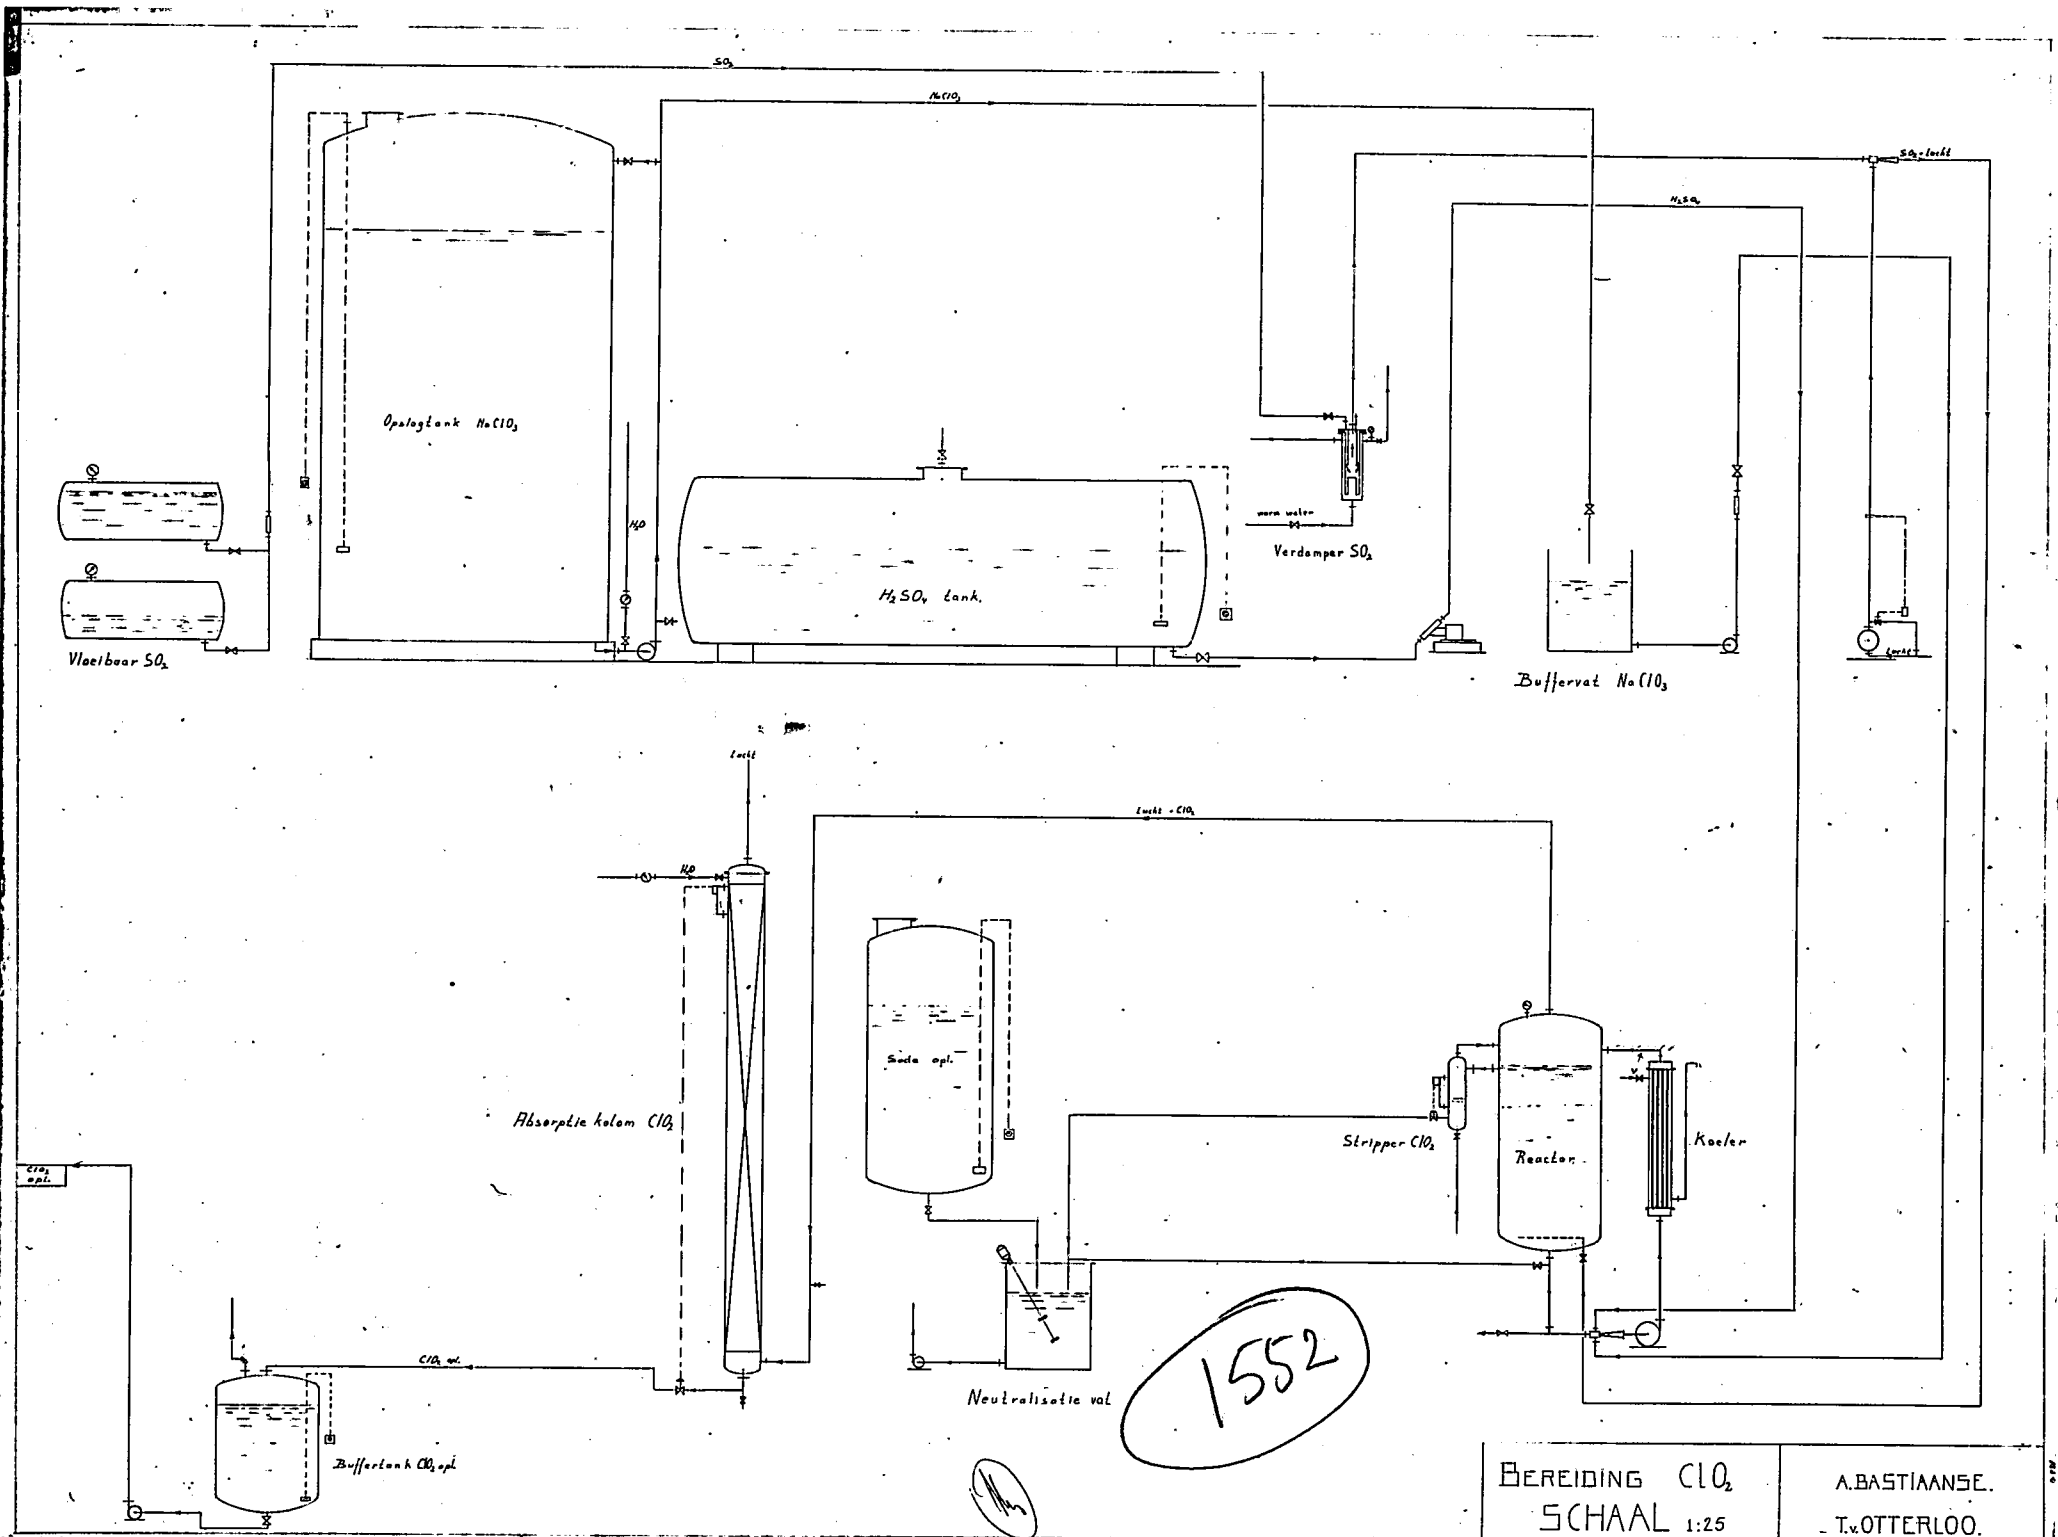 SO2
NaClO3
SO2 + lucht
H2SO4
Opslagtank NaClO3
H2O
H2SO4 tank.
warm water
Verdamper SO2
Vloeibaar SO2
Buffervat NaClO3
Lucht
Lucht
Lucht + ClO2
H2O
Soda opl.
Absorptie kolom ClO2
Stripper ClO2
Reactor
Koeler
ClO2
opl.
ClO2 opl.
Neutralisatie vat
1552
Buffertank ClO2 opl.
BEREIDING ClO2
SCHAAL 1:25
A.BASTIAANSE.
T.v.OTTERLOO.